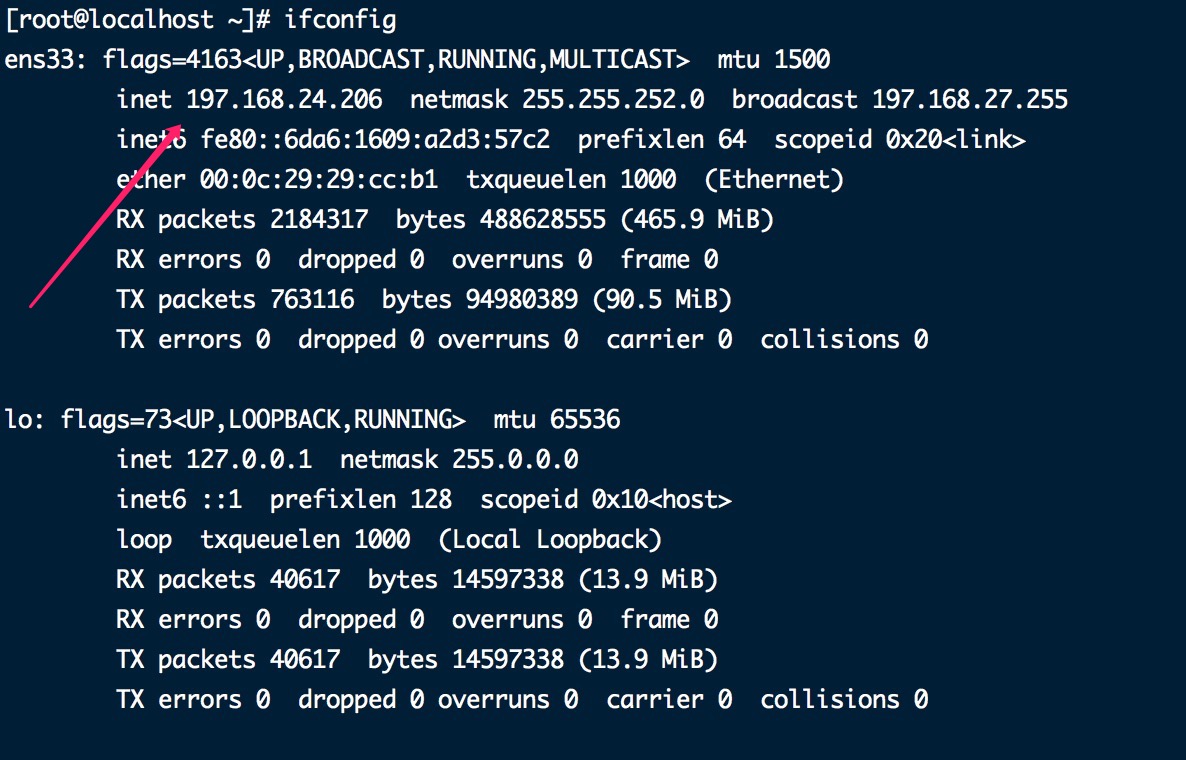 [root@localhost ~]# ifconfig
ens33: flags=4163<UP,BROADCAST,RUNNING,MULTICAST>  mtu 1500
        inet 197.168.24.206  netmask 255.255.252.0  broadcast 197.168.27.255
        inet6 fe80::6da6:1609:a2d3:57c2  prefixlen 64  scopeid 0x20<link>
        ether 00:0c:29:29:cc:b1  txqueuelen 1000  (Ethernet)
        RX packets 2184317  bytes 488628555 (465.9 MiB)
        RX errors 0  dropped 0  overruns 0  frame 0
        TX packets 763116  bytes 94980389 (90.5 MiB)
        TX errors 0  dropped 0 overruns 0  carrier 0  collisions 0

lo: flags=73<UP,LOOPBACK,RUNNING>  mtu 65536
        inet 127.0.0.1  netmask 255.0.0.0
        inet6 ::1  prefixlen 128  scopeid 0x10<host>
        loop  txqueuelen 1000  (Local Loopback)
        RX packets 40617  bytes 14597338 (13.9 MiB)
        RX errors 0  dropped 0  overruns 0  frame 0
        TX packets 40617  bytes 14597338 (13.9 MiB)
        TX errors 0  dropped 0 overruns 0  carrier 0  collisions 0